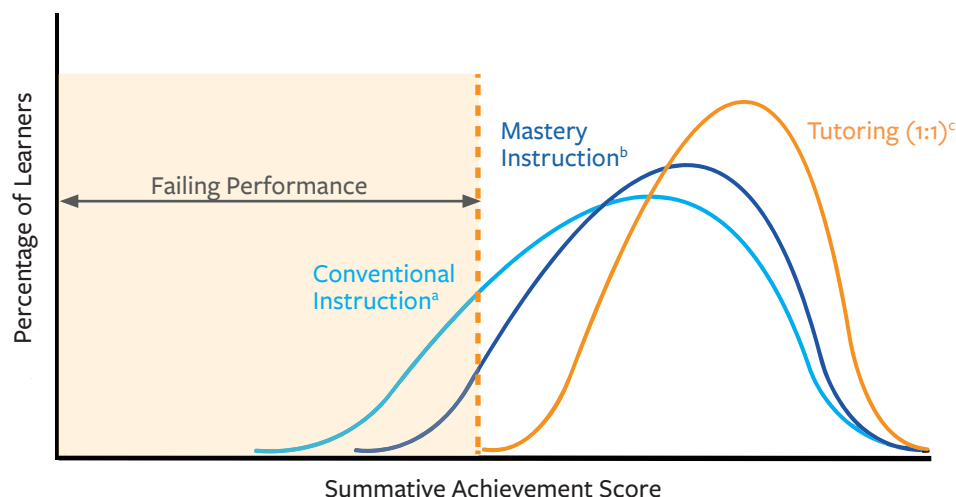 Percentage of Learners
Failing Performance
Conventional
Instructionᵃ
Mastery
Instructionᵇ
Tutoring (1:1)ᶜ
Summative Achievement Score